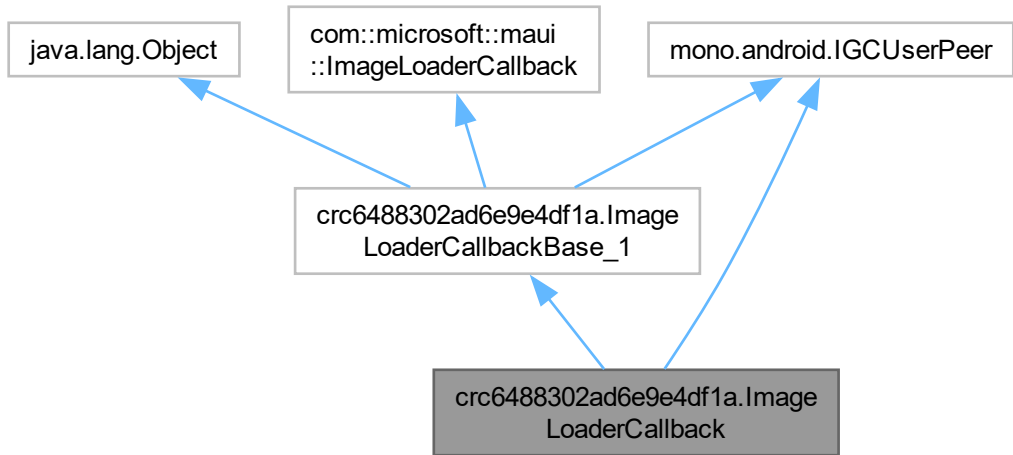 java.lang.Object
com::microsoft::maui
::ImageLoaderCallback
mono.android.IGCUserPeer
crc6488302ad6e9e4df1a.Image
LoaderCallbackBase_1
crc6488302ad6e9e4df1a.Image
LoaderCallback